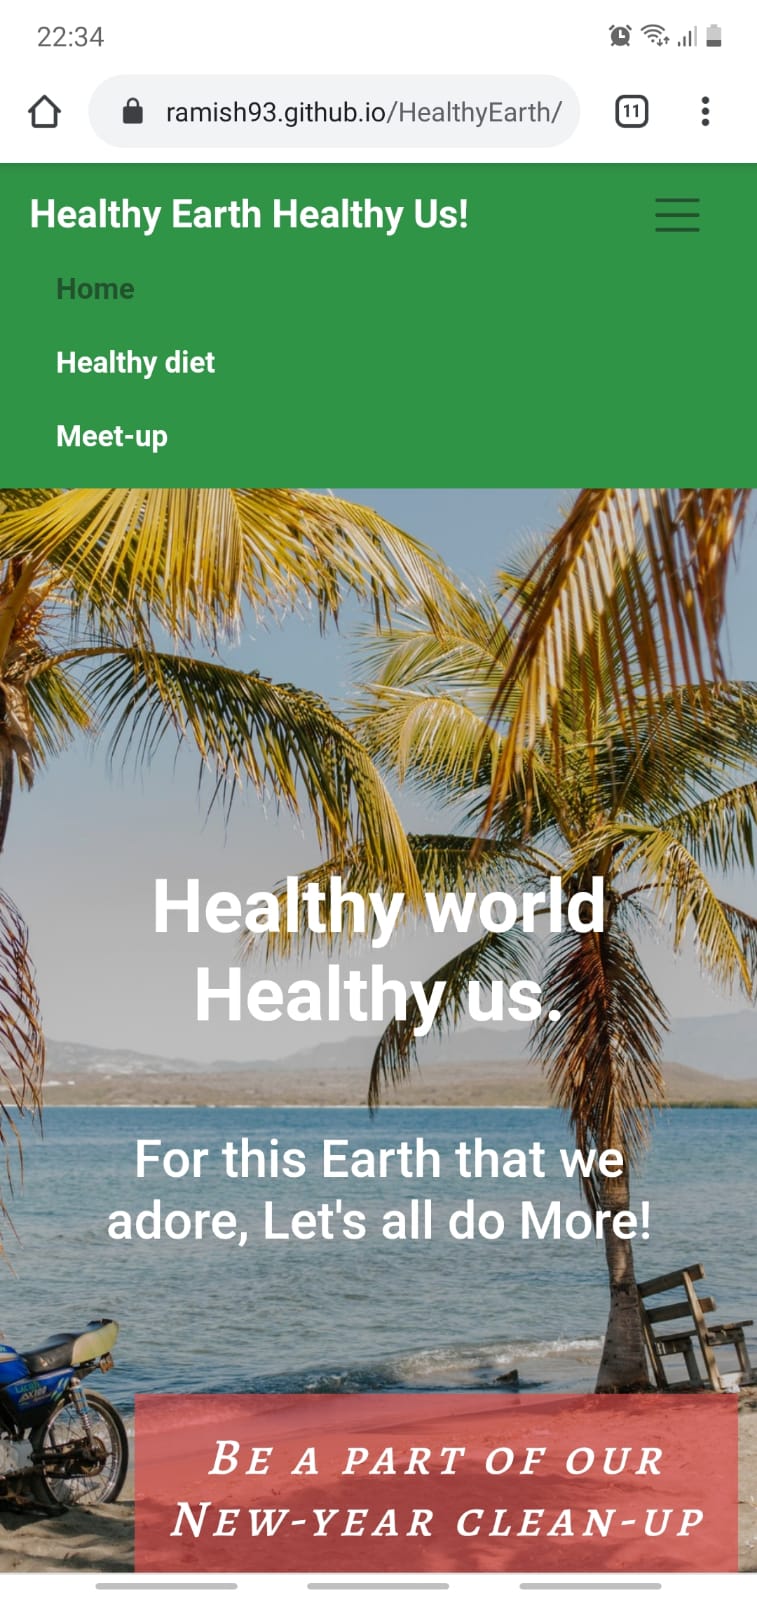 22:34
ramish93.github.io/HealthyEarth/
11
Healthy Earth Healthy Us!
Home
Healthy diet
Meet-up
Healthy world
Healthy us.
For this Earth that we
adore, Let's all do More!
Be a part of our
New-year clean-up